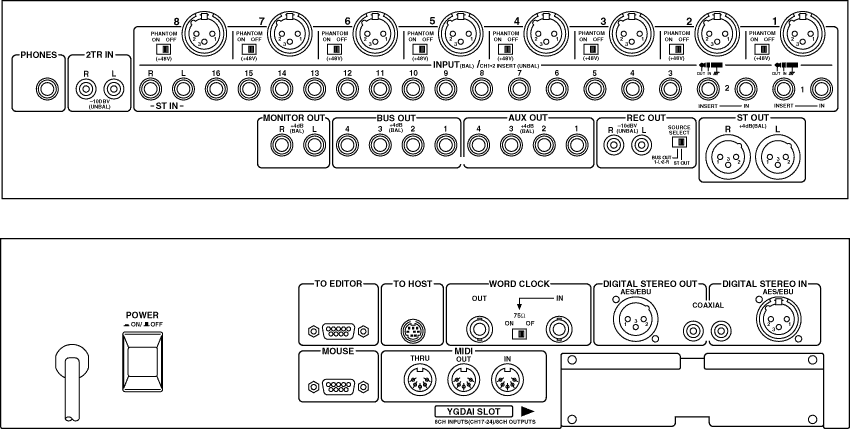 8 7 6 5 4 3 2 1
PHANTOM PHANTOM PHANTOM PHANTOM PHANTOM PHANTOM PHANTOM PHANTOM
ON OFF ON OFF ON OFF ON OFF ON OFF ON OFF ON OFF ON OFF
(+48V) (+48V) (+48V) (+48V) (+48V) (+48V) (+48V) (+48V)
PHONES 2TR IN
INPUT(BAL) /CH1•2 INSERT (UNBAL)
R L R L 16 15 14 13 12 11 10 9 8 7 6 5 4 3 2 1
OUT IN OUT IN
-10DBV
(UNBAL)
-ST IN- INSERT IN INSERT IN
MONITOR OUT BUS OUT AUX OUT REC OUT ST OUT
R +4dB (BAL) L
4 3 +4dB (BAL) 2 1
4 3 +4dB (BAL) 2 1
R -10dBV (UNBAL) L
SOURCE
SELECT
BUS OUT
ST OUT
+4dB(BAL)
R L
TO EDITOR TO HOST WORD CLOCK DIGITAL STEREO OUT DIGITAL STEREO IN
AES/EBU AES/EBU
OUT IN COAXIAL
75Ω
ON OF
POWER
ON/ OFF
MOUSE MIDI
THRU OUT IN
YGDAI SLOT
8CH INPUTS(CH17-24)/8CH OUTPUTS